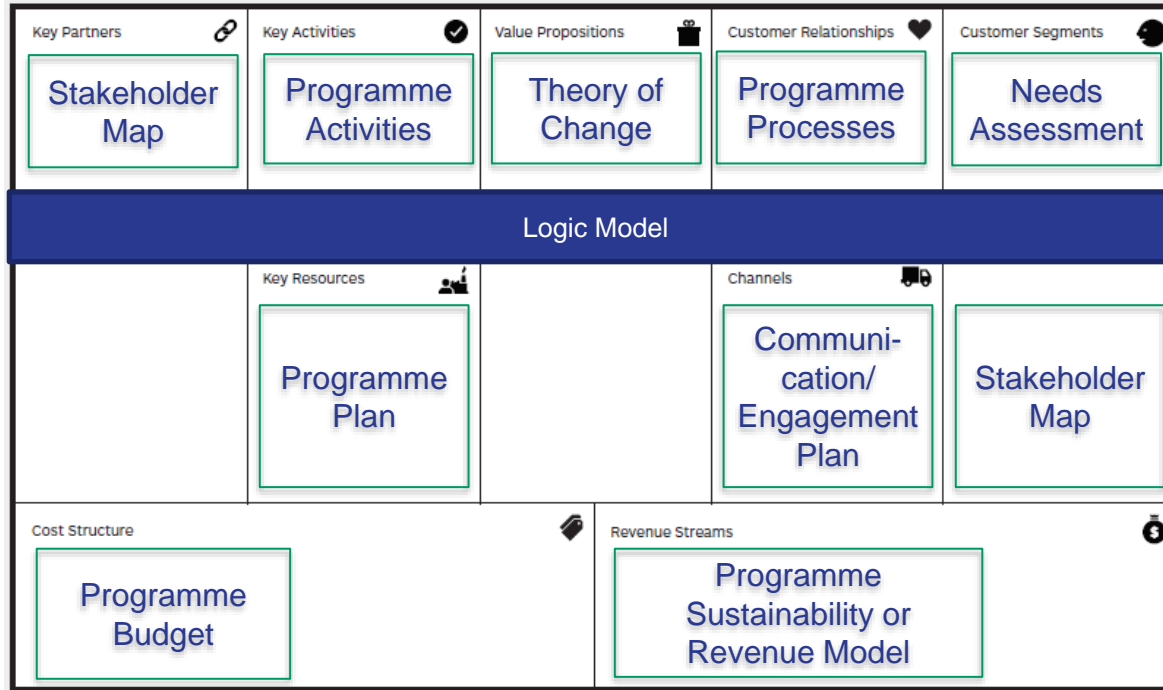 Key Partners
Stakeholder
Map
Key Activities
Programme
Activities
Value Propositions
Theory of
Change
Customer Relationships
Programme
Processes
Customer Segments
Needs
Assessment
Logic Model
Key Resources
Programme
Plan
Channels
Communi-
cation/
Engagement
Plan
Stakeholder
Map
Cost Structure
Programme
Budget
Revenue Streams
$
Programme
Sustainability or
Revenue Model